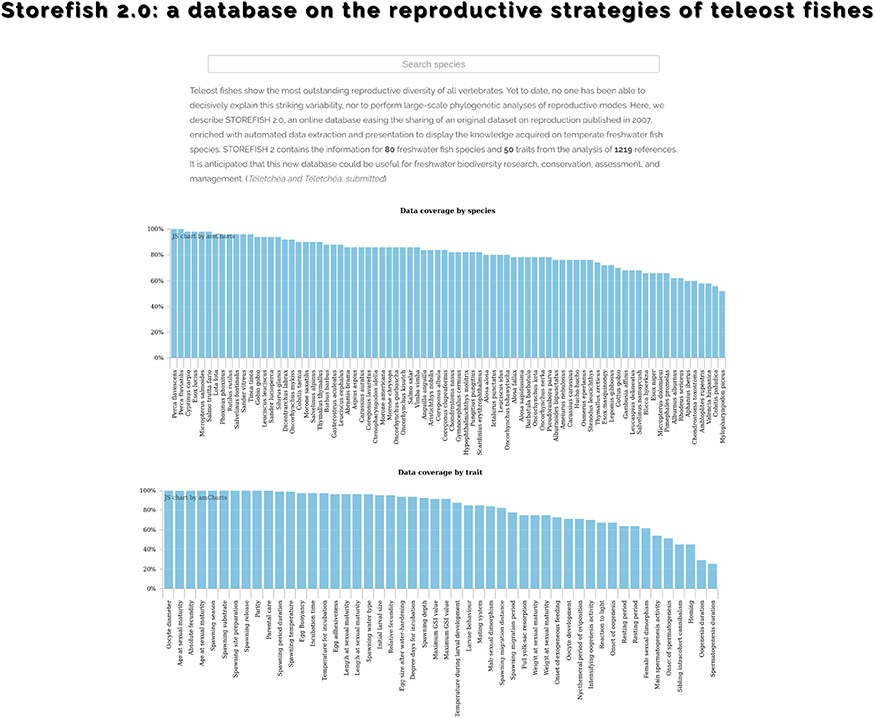 Storefish 2.0: a database on the reproductive strategies of teleost fishes
Search species
Teleost fishes show the most outstanding reproductive diversity of all vertebrates. Yet to date, no one has been able to
decisively explain this striking variability, nor to perform large-scale phylogenetic analyses of reproductive modes. Here, we
describe STOREFISH 2.0, an online database easing the sharing of an original dataset on reproduction published in 2007,
enriched with automated data extraction and presentation to display the knowledge acquired on temperate freshwater fish
species. STOREFISH 2 contains the information for 80 freshwater fish species and 50 traits from the analysis of 1219 references.
It is anticipated that this new database could be useful for freshwater biodiversity research, conservation, assessment, and
management. (Téletchéa and Téletchéa, submitted)
Data coverage by species
100%
JS chart by amCharts
80%
60%
40%
20%
0%
Perca flavescens
Perca fluviatilis
Cyprinus carpio
Esox lucius
Micropterus salmoides
Salmo trutta fario
Lota lota
Phoxinus phoxinus
Rutilus rutilus
Salvelinus fontinalis
Sander vitreus
Tinca tinca
Gobio gobio
Leuciscus leuciscus
Sander lucioperca
Silurus glanis
Dicentrarchus labrax
Oncorhynchus mykiss
Cobitis taenia
Morone saxatilis
Salvelinus alpinus
Thymallus thymallus
Barbus barbus
Gasterosteus aculeatus
Leuciscus cephalus
Abramis brama
Aspius aspius
Carassius auratus
Coregonus lavaretus
Ctenopharyngodon idella
Morone americana
Morone chrysops
Oncorhynchus gorbuscha
Oncorhynchus kisutch
Salmo salar
Vimba vimba
Anguilla anguilla
Aristichthys nobilis
Coregonus albula
Coregonus clupeaformis
Chondrostoma nasus
Gymnocephalus cernuus
Hypophthalmichthys molitrix
Pungitius pungitius
Scardinius erythrophthalmus
Alosa alosa
Ictalurus punctatus
Leuciscus idus
Oncorhynchus tshawytscha
Alosa fallax
Alosa sapidissima
Barbatula barbatula
Oncorhynchus keta
Oncorhynchus nerka
Pseudorasbora parva
Alburnoides bipunctatus
Ameiurus nebulosus
Carassius carassius
Hucho hucho
Osmerus eperlanus
Stenodus leucichthys
Thymallus arcticus
Esox masquinongy
Lepomis gibbosus
Cottus gobio
Gambusia affinis
Leucaspius delineatus
Salvelinus namaycush
Blicca bjoerkna
Esox niger
Micropterus dolomieui
Pimephales promelas
Alburnus alburnus
Rhodeus sericeus
Aphanius iberus
Chondrostoma toxostoma
Ambloplites rupestris
Valencia hispanica
Cobitis paludica
Mylopharyngodon piceus
Data coverage by trait
100%
JS chart by amCharts
80%
60%
40%
20%
0%
Oocyte diameter
Age at sexual maturity
Absolute fecundity
Age at sexual maturity
Spawning season
Spawning substrate
Spawning site preparation
Spawning release
Parity
Parental care
Spawning period duration
Spawning temperature
Egg Buoyancy
Incubation time
Temperature for incubation
Egg adhesiveness
Length at sexual maturity
Length at sexual maturity
Spawning water type
Initial larval size
Relative fecundity
Egg size after water-hardening
Degree-days for incubation
Spawning depth
Maximum GSI value
Maximum GSI value
Temperature during larval development
Larvae behaviour
Mating system
Male sexual dimorphism
Spawning migration distance
Spawning migration period
Full yolk-sac resorption
Weight at sexual maturity
Weight at sexual maturity
Onset of exogeneous feeding
Oocyte development
Nycthemeral period of oviposition
Intensifying oogenesis activity
Reaction to light
Onset of oogenesis
Resting period
Resting period
Female sexual dimorphism
Main spermatogenesis activity
Onset of spermatogenesis
Sibling intracohort cannibalism
Homing
Oogenesis duration
Spermatogenesis duration